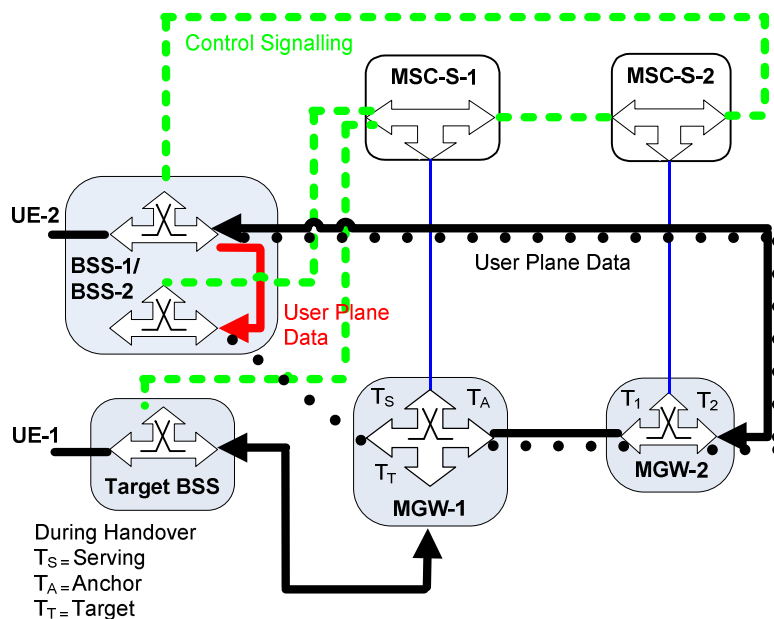 Control Signalling
MSC-S-1
MSC-S-2
UE-2
BSS-1/
BSS-2
User Plane Data
User Plane
Data
UE-1
Target BSS
TS
TA
TT
MGW-1
T1
T2
MGW-2
During Handover
TS = Serving
TA = Anchor
TT = Target